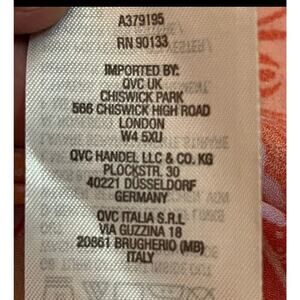 A379195
RN 90133
IMPORTED BY:
QVC UK
CHISWICK PARK
566 CHISWICK HIGH ROAD
LONDON
W4 5XU
QVC HANDEL LLC & CO. KG
PLOCKSTR. 30
40221 DÜSSELDORF
GERMANY
QVC ITALIA S.R.L.
VIA GUZZINA 18
20861 BRUGHERIO (MB)
ITALY